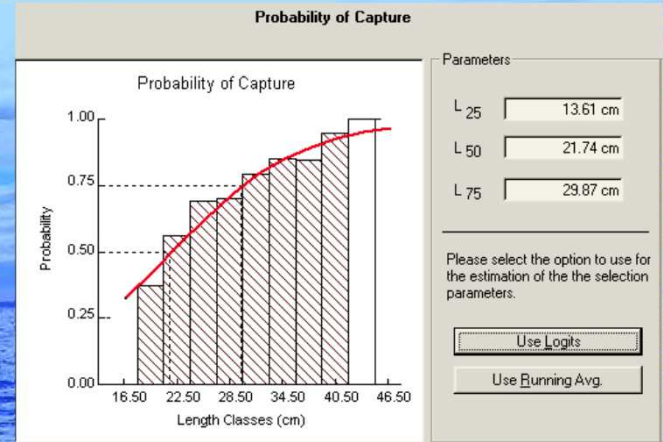 Probability of Capture
Probability of Capture
1.00
0.75
0.50
0.25
0.00
Probability
16.50 22.50 28.50 34.50 40.50 46.50
Length Classes (cm)
Parameters
L 25 13.61 cm
L 50 21.74 cm
L 75 29.87 cm
Please select the option to use for
the estimation of the the selection
parameters.
Use Logits
Use Running Avg.